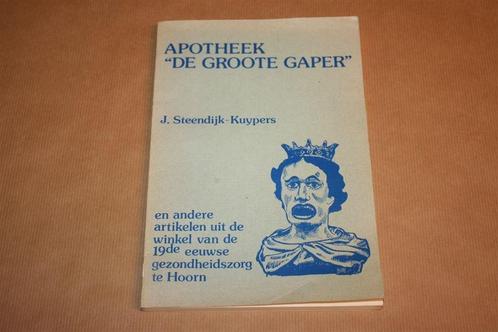 APOTHEEK
“DE GROOTE GAPER”
J. Steendijk-Kuypers
en andere
artikelen uit de
winkel van de
19de eeuwse
gezondheidszorg
te Hoorn